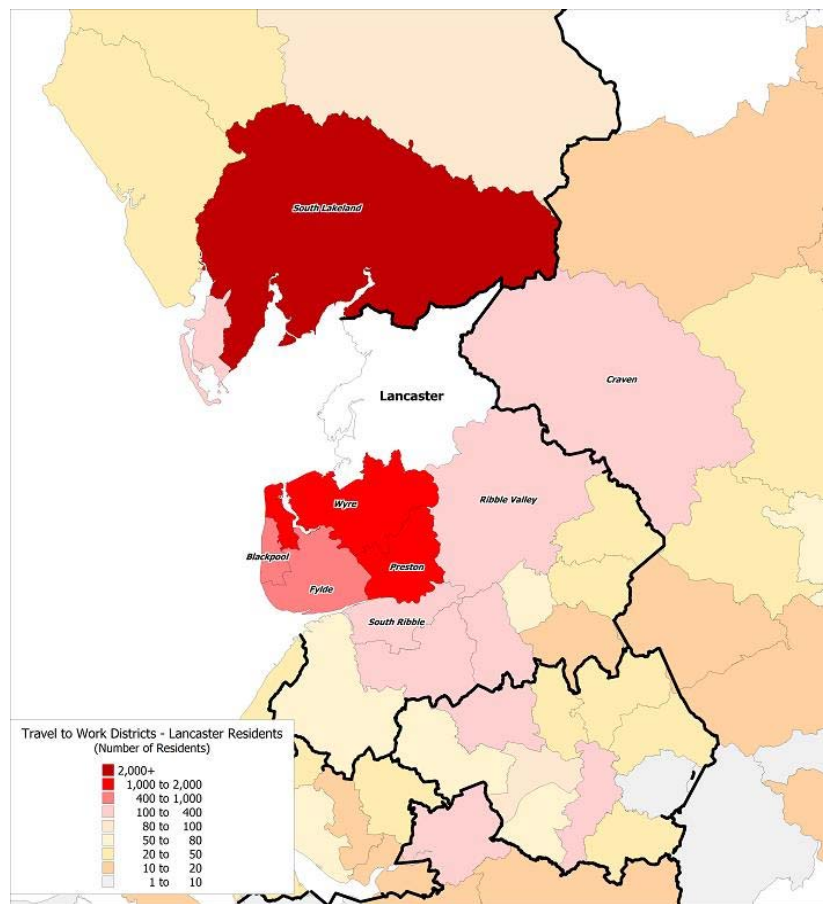 South Lakeland
Lancaster
Craven
Ribble Valley
Wyre
Blackpool
Preston
Fylde
South Ribble
Travel to Work Districts - Lancaster Residents
(Number of Residents)
2,000+
1,000 to 2,000
400 to 1,000
100 to 400
80 to 100
50 to 80
20 to 50
10 to 20
1 to 10